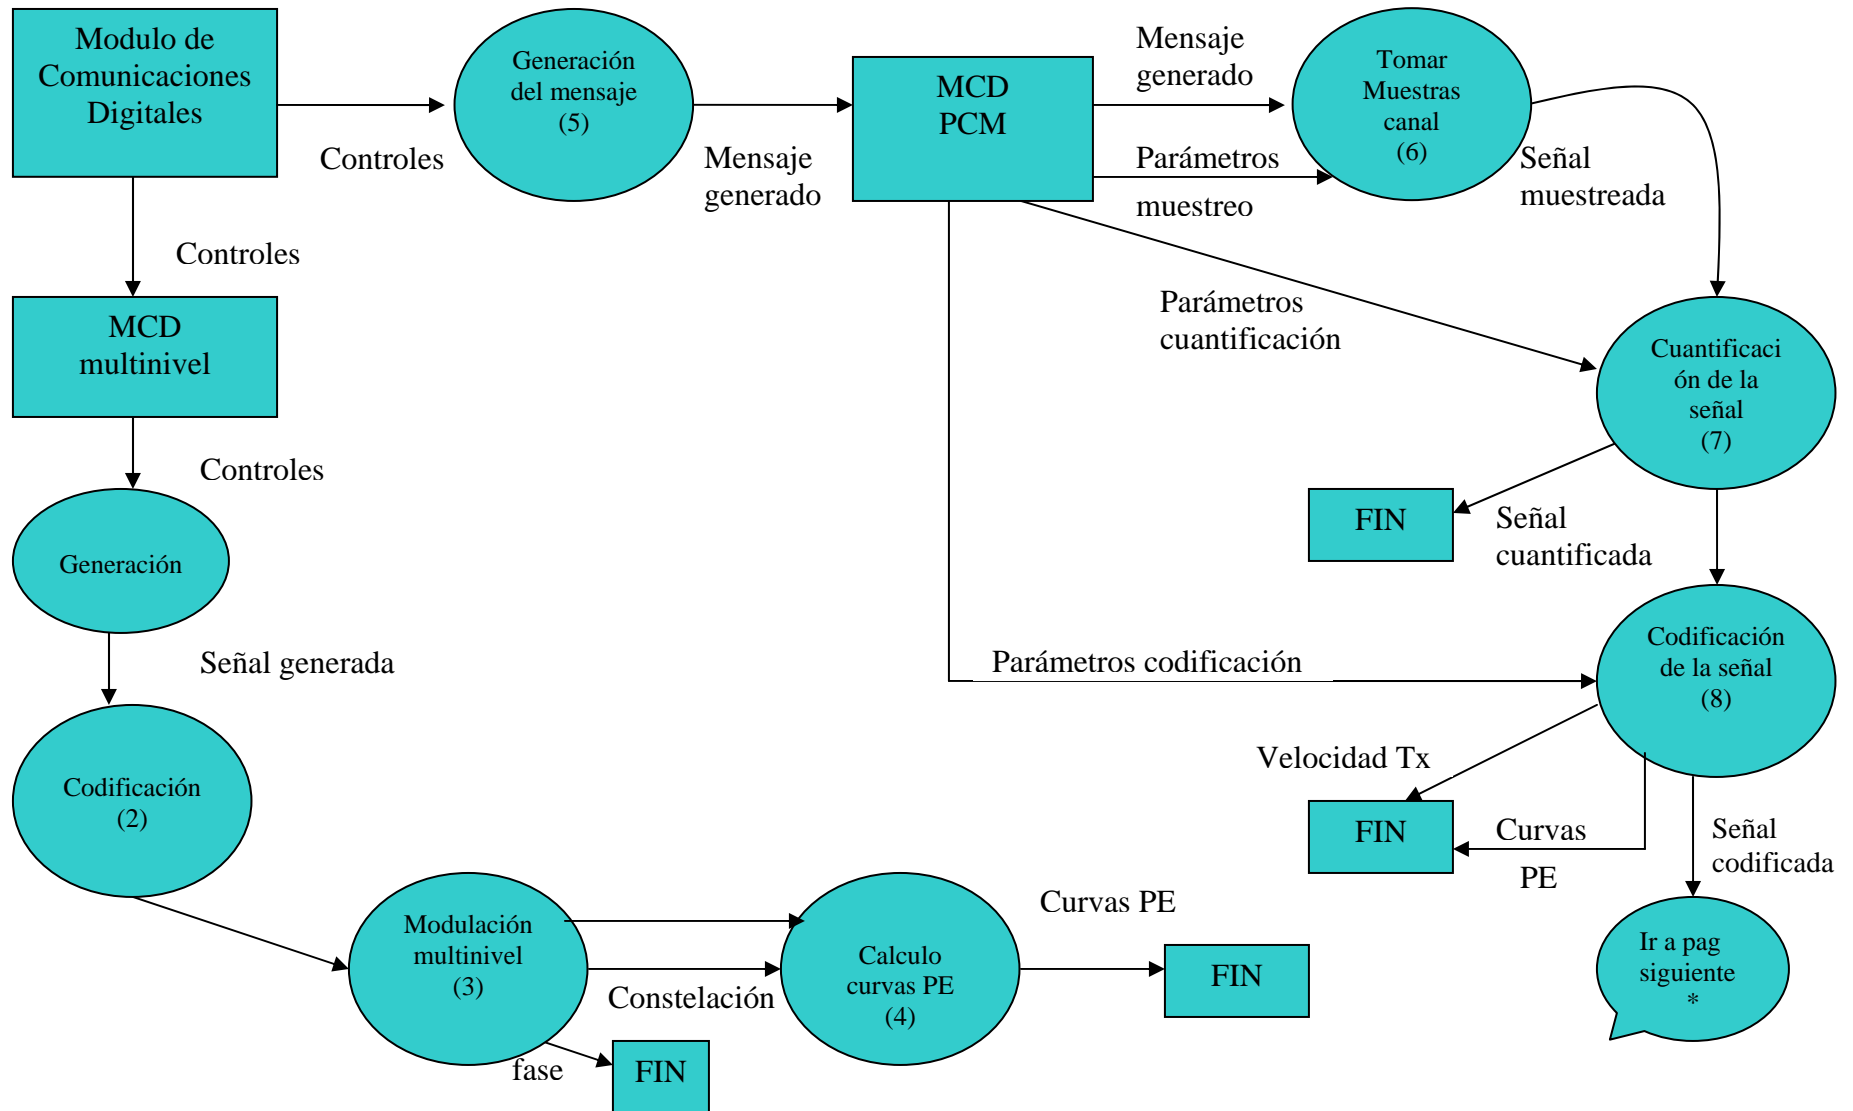 Modulo de
Comunicaciones
Digitales
Controles
Generación
del mensaje
(5)
Mensaje
generado
MCD
PCM
Mensaje
generado
Parámetros
muestreo
Tomar
Muestras
canal
(6)
Señal
muestreada
Controles
MCD
multinivel
Parámetros
cuantificación
Cuantificaci
ón de la
señal
(7)
Controles
FIN
Señal
cuantificada
Generación
Señal generada
Parámetros codificación
Codificación
de la señal
(8)
Codificación
(2)
Velocidad Tx
FIN
Curvas
PE
Señal
codificada
Modulación
multinivel
(3)
Constelación
fase
FIN
Calculo
curvas PE
(4)
Curvas PE
FIN
Ir a pag
siguiente
*